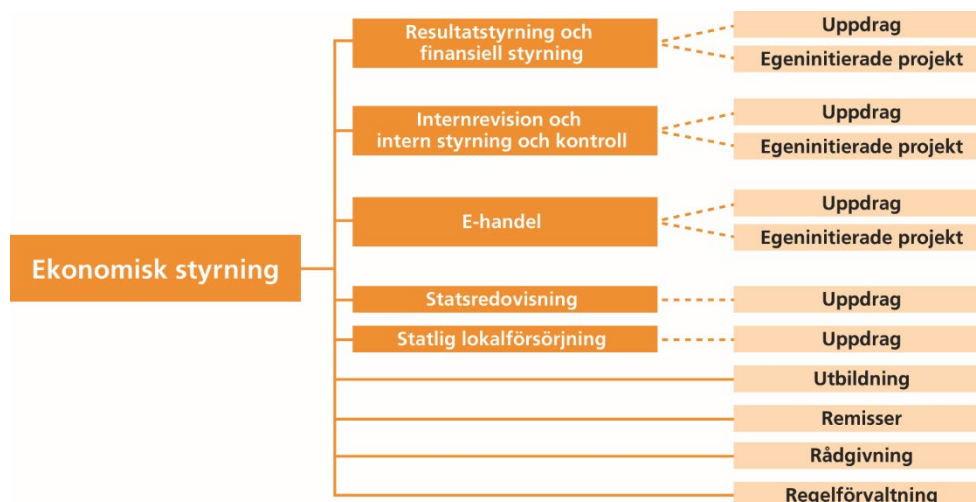 Ekonomisk styrning
Resultatstyrning och
finansiell styrning
Uppdrag
Egeninitierade projekt
Internrevision och
intern styrning och kontroll
Uppdrag
Egeninitierade projekt
E-handel
Uppdrag
Egeninitierade projekt
Statsredovisning
Uppdrag
Statlig lokalförsörjning
Uppdrag
Utbildning
Remisser
Rådgivning
Regelförvaltning